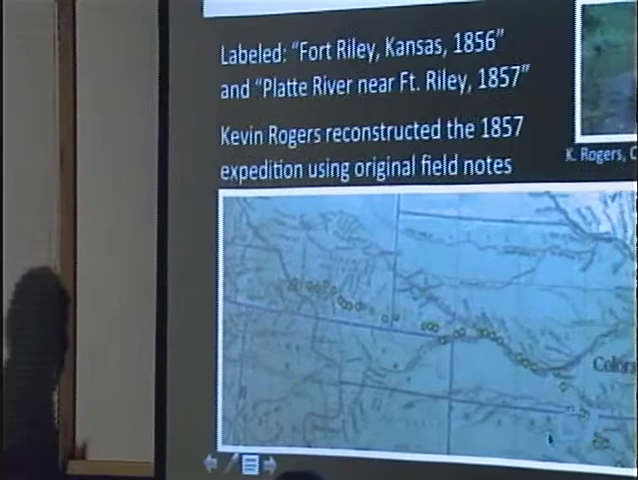 Labeled: “Fort Riley, Kansas, 1856”
and “Platte River near Ft. Riley, 1857”
Kevin Rogers reconstructed the 1857
expedition using original field notes
K. Rogers,